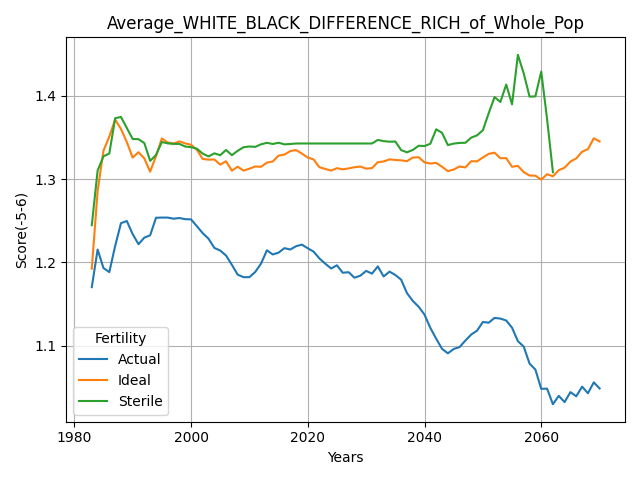 Average_WHITE_BLACK_DIFFERENCE_RICH_of_Whole_Pop
Score(-5-6)
1.4
1.3
1.2
1.1
Fertility
Actual
Ideal
Sterile
1980
2000
2020
2040
2060
Years